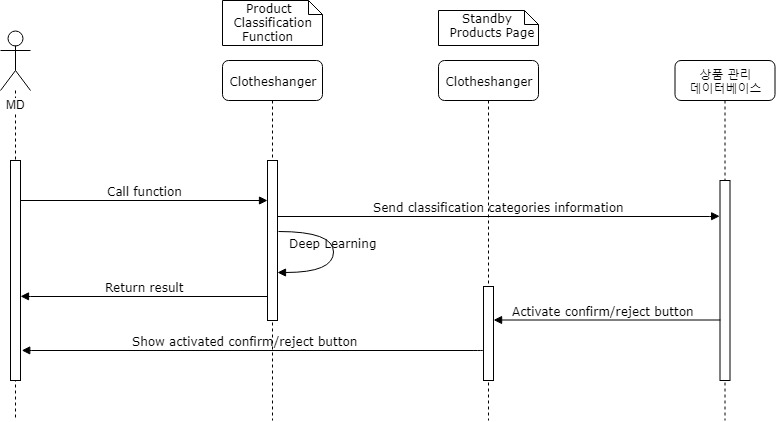 Product
Classification
Function
Standby
Products Page
MD
Clotheshanger
Clotheshanger
상품 관리
데이터베이스
Call function
Send classification categories information
Deep Learning
Return result
Activate confirm/reject button
Show activated confirm/reject button